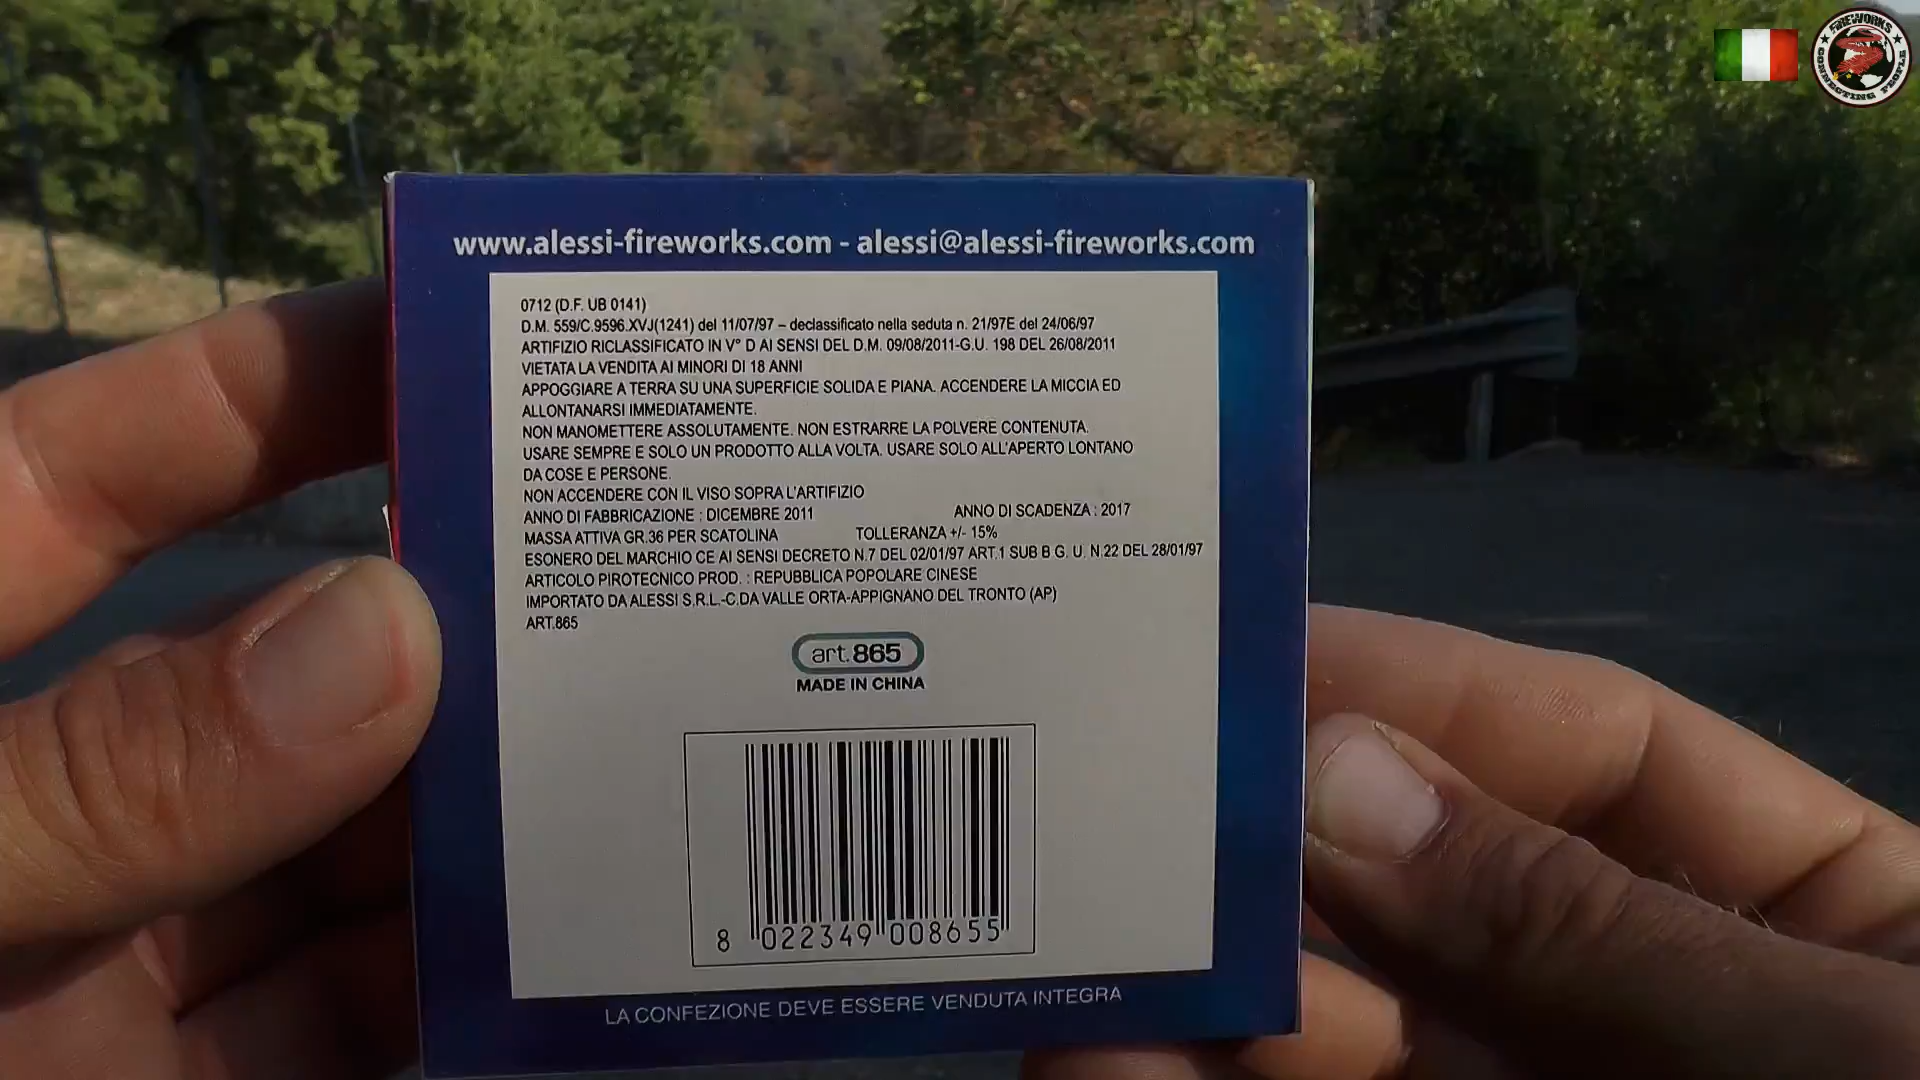 FIREWORKS
CONNECTING PEOPLE
www.alessi-fireworks.com - alessi@alessi-fireworks.com
0712 (D.F. UB 0141)
D.M. 559/C.9596.XVJ(1241) del 11/07/97 – declassificato nella seduta n. 21/97E del 24/06/97
ARTIFIZIO RICLASSIFICATO IN V° D AI SENSI DEL D.M. 09/08/2011-G.U. 198 DEL 26/08/2011
VIETATA LA VENDITA AI MINORI DI 18 ANNI
APPOGGIARE A TERRA SU UNA SUPERFICIE SOLIDA E PIANA. ACCENDERE LA MICCIA ED
ALLONTANARSI IMMEDIATAMENTE.
NON MANOMETTERE ASSOLUTAMENTE. NON ESTRARRE LA POLVERE CONTENUTA.
USARE SEMPRE E SOLO UN PRODOTTO ALLA VOLTA. USARE SOLO ALL'APERTO LONTANO
DA COSE E PERSONE.
NON ACCENDERE CON IL VISO SOPRA L'ARTIFIZIO
ANNO DI FABBRICAZIONE : DICEMBRE 2011 ANNO DI SCADENZA : 2017
MASSA ATTIVA GR.36 PER SCATOLINA TOLLERANZA +/- 15%
ESONERO DEL MARCHIO CE AI SENSI DECRETO N.7 DEL 02/01/97 ART.1 SUB B G. U. N.22 DEL 28/01/97
ARTICOLO PIROTECNICO PROD. : REPUBBLICA POPOLARE CINESE
IMPORTATO DA ALESSI S.R.L.-C.DA VALLE ORTA-APPIGNANO DEL TRONTO (AP)
ART.865
art.865
MADE IN CHINA
8 022349 008655
LA CONFEZIONE DEVE ESSERE VENDUTA INTEGRA